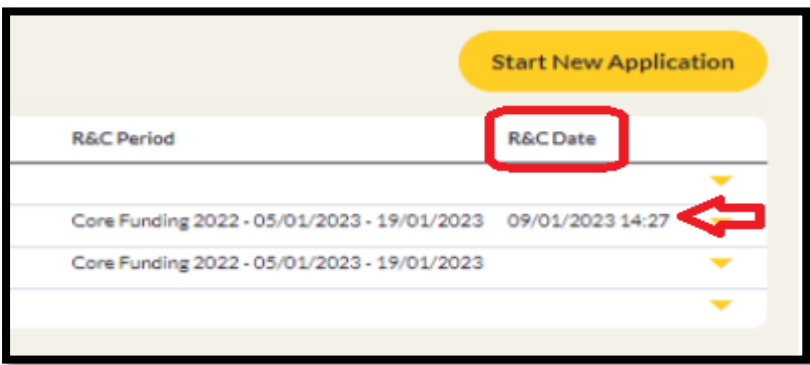 Start New Application
R&C Period R&C Date
Core Funding 2022 - 05/01/2023 - 19/01/2023 09/01/2023 14:27
Core Funding 2022 - 05/01/2023 - 19/01/2023